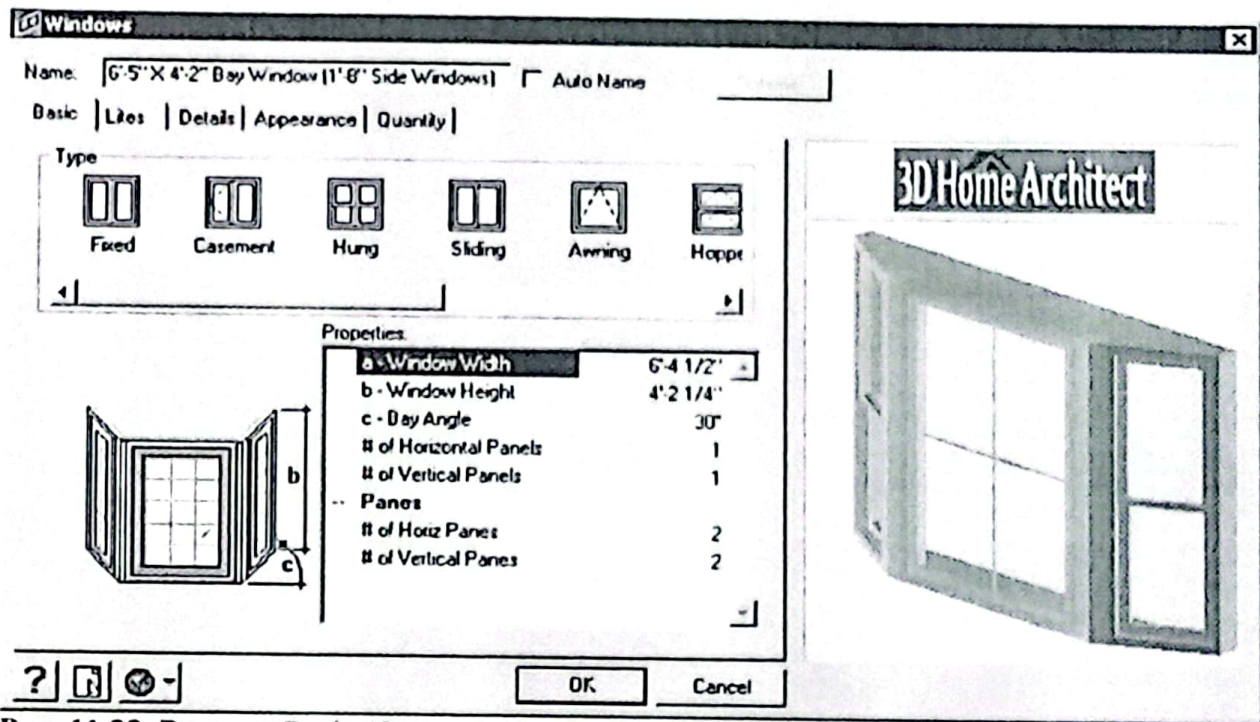 Windows
Name: 6'-5" X 4'-2" Bay Window (1'-8" Side Windows) Auto Name
Basic Lites Details Appearance Quantity
Type
Fixed Casement Hung Sliding Awning Hoppe
3D Home Architect
Properties:
a - Window Width 6'-4 1/2"
b - Window Height 4'-2 1/4"
c - Bay Angle 30°
# of Horizontal Panels 1
# of Vertical Panels 1
Panes
# of Horiz Panes 2
# of Vertical Panes 2
b
c
? OK Cancel